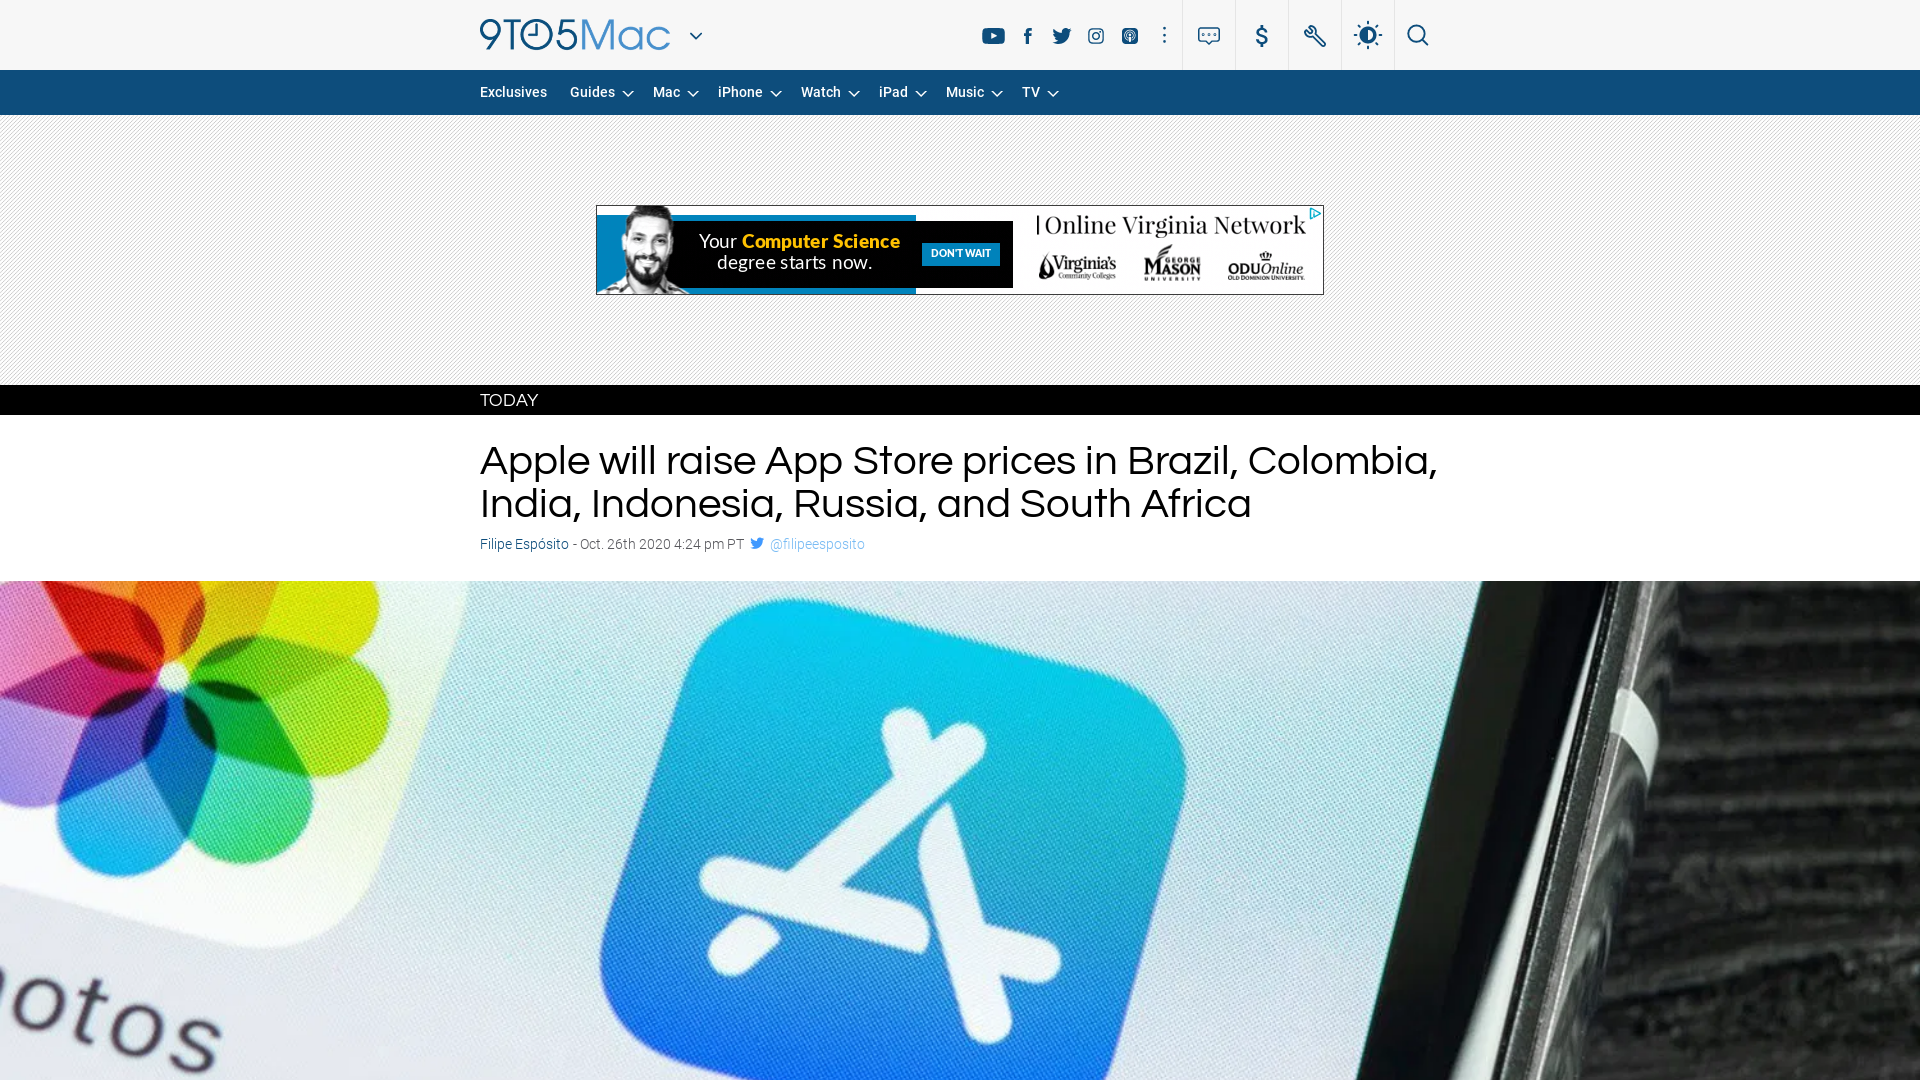 9TO5Mac
Exclusives Guides Mac iPhone Watch iPad Music TV
Your Computer Science
degree starts now.
DON'T WAIT
Online Virginia Network
Virginia's
Community Colleges
GEORGE
MASON
UNIVERSITY
ODUOnline
OLD DOMINION UNIVERSITY
TODAY
Apple will raise App Store prices in Brazil, Colombia,
India, Indonesia, Russia, and South Africa
Filipe Espósito - Oct. 26th 2020 4:24 pm PT @filipeesposito
hotos